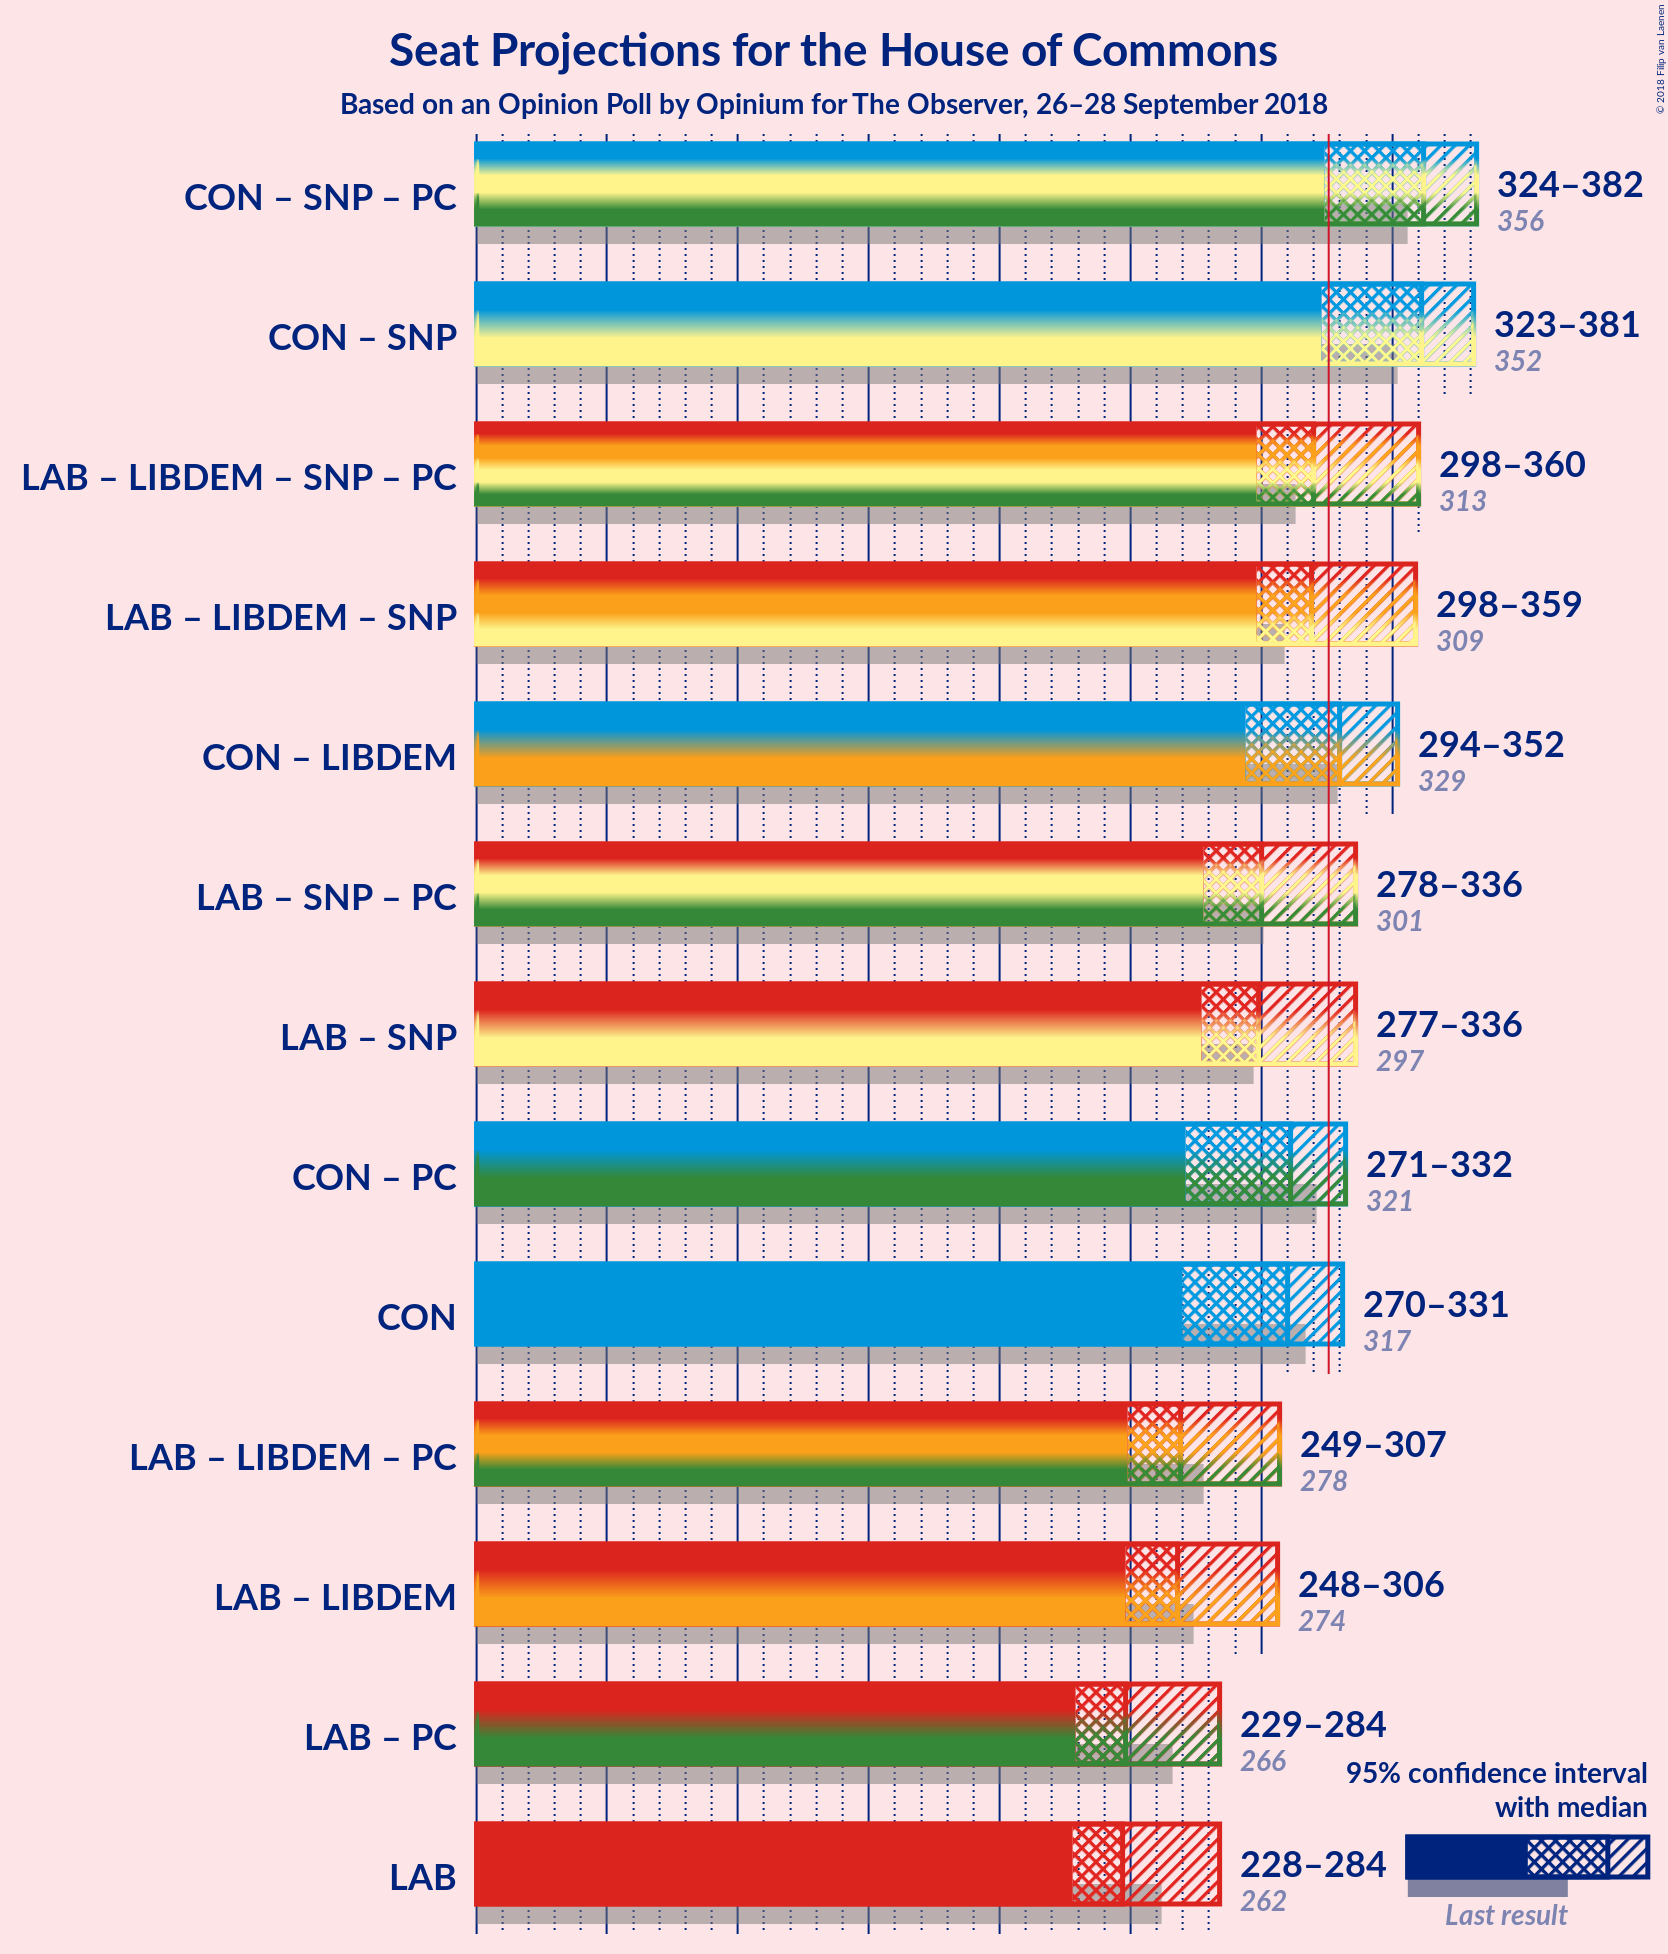 Seat Projections for the House of Commons
Based on an Opinion Poll by Opinium for The Observer, 26–28 September 2018
© 2018 Filip van Laenen
CON – SNP – PC
324–382
356
CON – SNP
323–381
352
LAB – LIBDEM – SNP – PC
298–360
313
LAB – LIBDEM – SNP
298–359
309
CON – LIBDEM
294–352
329
LAB – SNP – PC
278–336
301
LAB – SNP
277–336
297
CON – PC
271–332
321
CON
270–331
317
LAB – LIBDEM – PC
249–307
278
LAB – LIBDEM
248–306
274
LAB – PC
229–284
266
LAB
228–284
262
95% confidence interval
with median
Last result